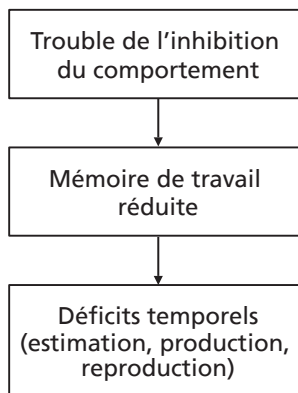 Trouble de l’inhibition
du comportement
Mémoire de travail
réduite
Déficits temporels
(estimation, production,
reproduction)